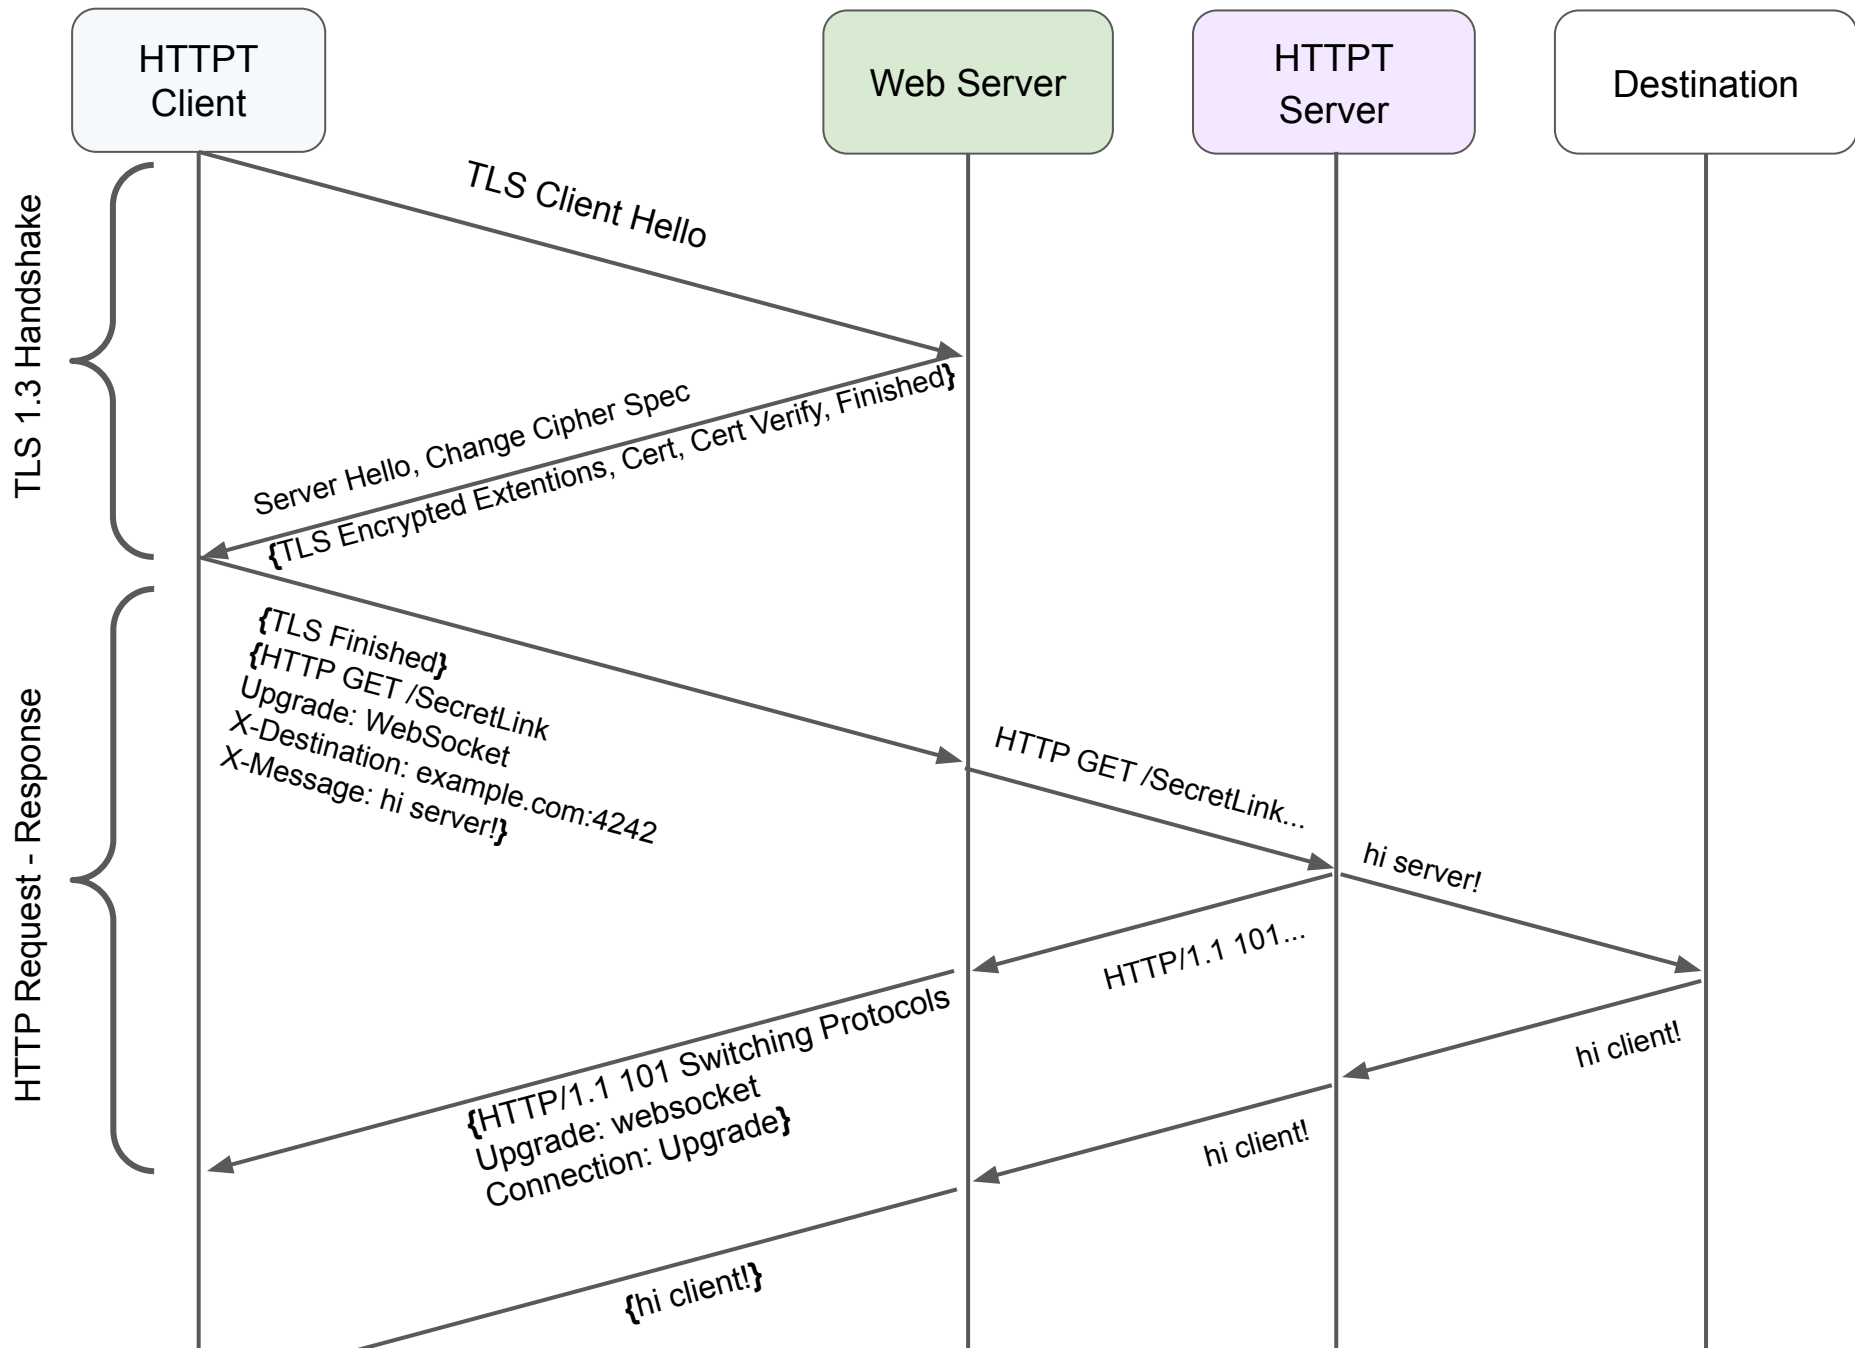 HTTPT
Client
Web Server
HTTPT
Server
Destination
TLS 1.3 Handshake
TLS Client Hello
Server Hello, Change Cipher Spec
{TLS Encrypted Extentions, Cert, Cert Verify, Finished}
HTTP Request - Response
{TLS Finished}
{HTTP GET /SecretLink
Upgrade: WebSocket
X-Destination: example.com:4242
X-Message: hi server!}
HTTP GET /SecretLink...
hi server!
HTTP/1.1 101...
{HTTP/1.1 101 Switching Protocols
Upgrade: websocket
Connection: Upgrade}
hi client!
hi client!
{hi client!}